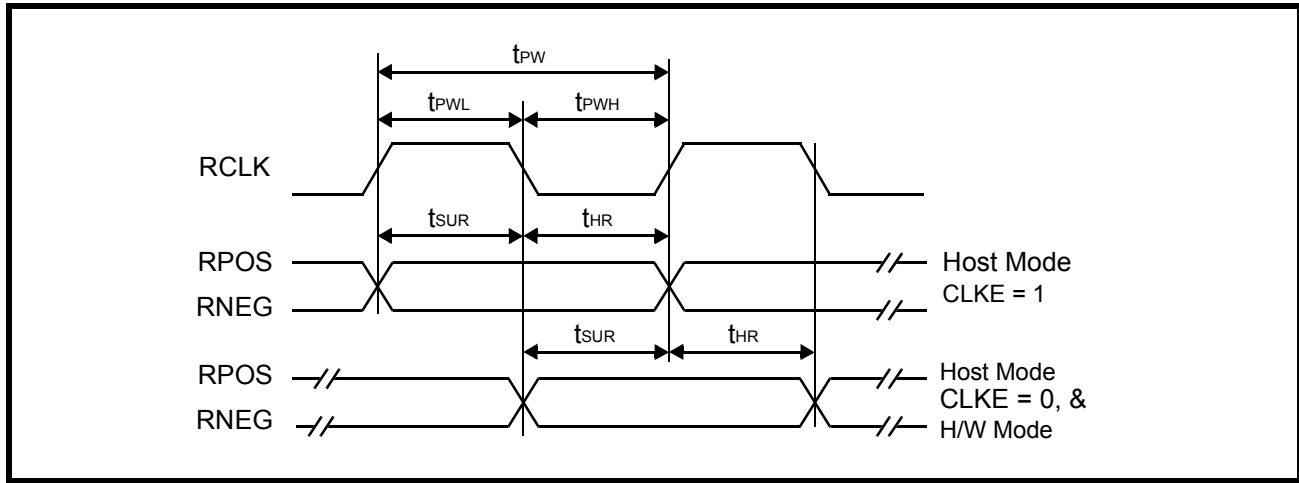 tPW
tPWL tPWH
RCLK
tSUR tHR
RPOS
RNEG
Host Mode
CLKE = 1
tSUR tHR
RPOS
RNEG
Host Mode
CLKE = 0, &
H/W Mode